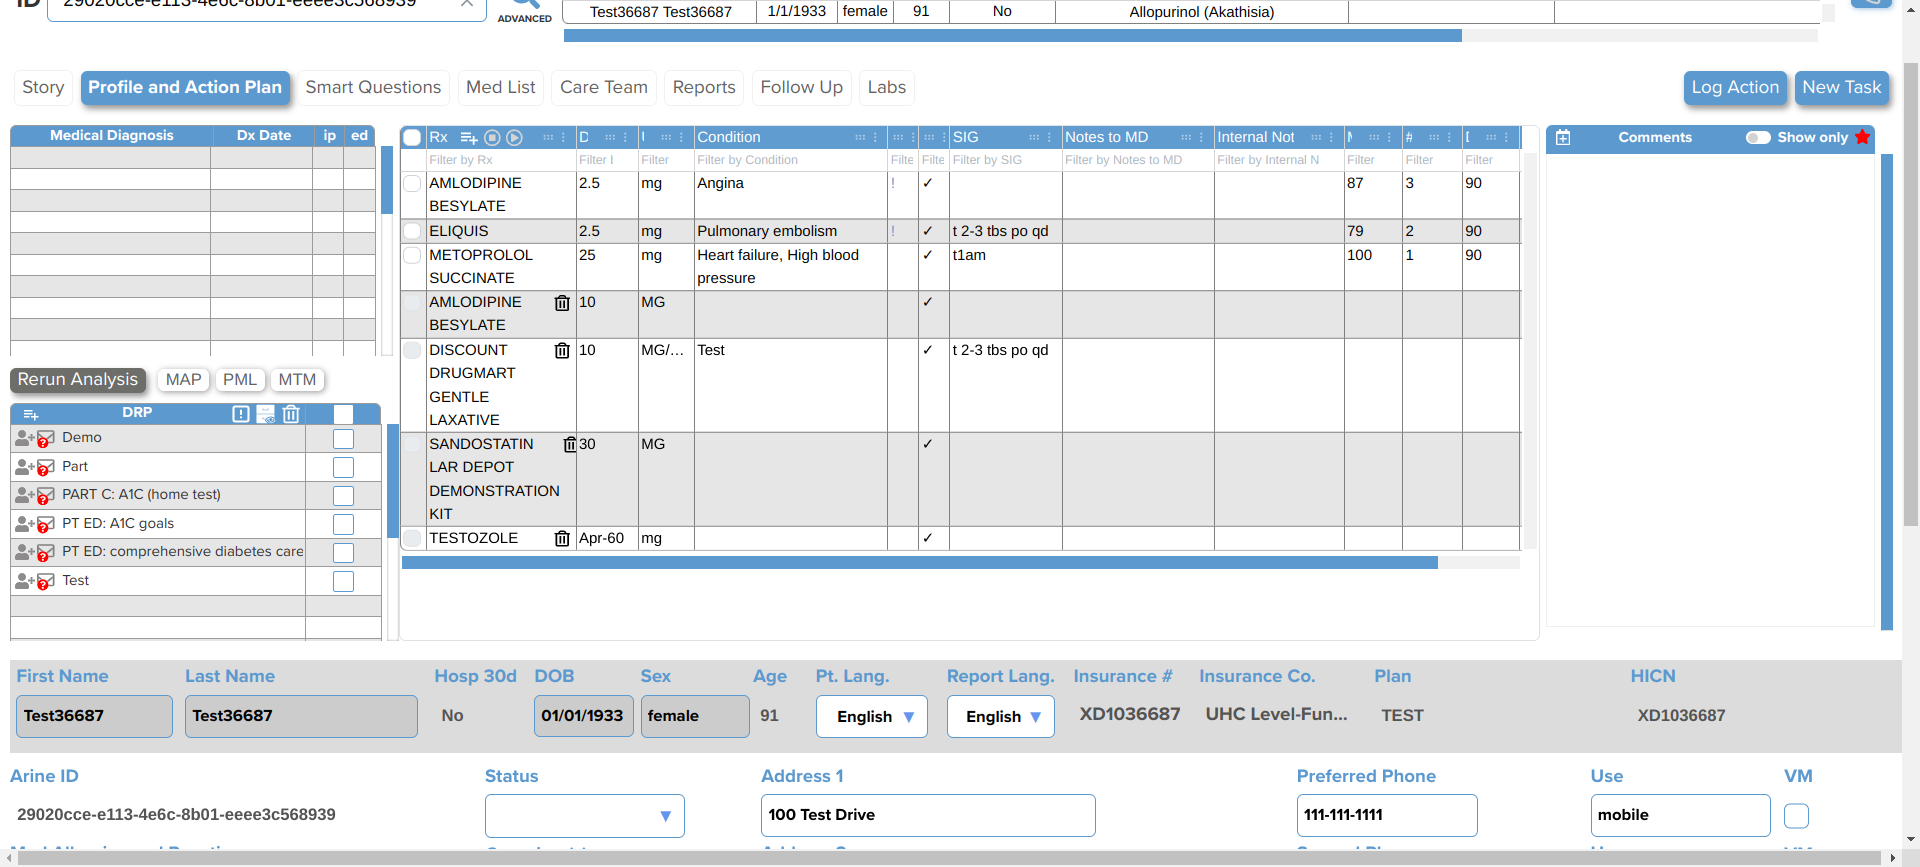 29020cce-e113-4e6c-8b01-eeee3c568939
ADVANCED
Test36687 Test36687 1/1/1933 female 91 No Allopurinol (Akathisia)
Story Profile and Action Plan Smart Questions Med List Care Team Reports Follow Up Labs Log Action New Task
Medical Diagnosis Dx Date ip ed
Rx D Condition SIG Notes to MD Internal Not #
Filter by Rx Filter Filter Filter by Condition Filte Filte Filter by SIG Filter by Notes to MD Filter by Internal N Filter Filter Filter
AMLODIPINE BESYLATE 2.5 mg Angina ! ✓ 87 3 90
ELIQUIS 2.5 mg Pulmonary embolism ! ✓ t 2-3 tbs po qd 79 2 90
METOPROLOL SUCCINATE 25 mg Heart failure, High blood pressure ✓ t1am 100 1 90
AMLODIPINE BESYLATE 10 MG ✓
DISCOUNT DRUGMART GENTLE LAXATIVE 10 MG/... Test ✓ t 2-3 tbs po qd
SANDOSTATIN LAR DEPOT DEMONSTRATION KIT 30 MG ✓
TESTOZOLE Apr-60 mg ✓
Comments Show only
Rerun Analysis MAP PML MTM
DRP
Demo
Part
PART C: A1C (home test)
PT ED: A1C goals
PT ED: comprehensive diabetes care
Test
First Name Last Name Hosp 30d DOB Sex Age Pt. Lang. Report Lang. Insurance # Insurance Co. Plan HICN
Test36687 Test36687 No 01/01/1933 female 91 English English XD1036687 UHC Level-Fun... TEST XD1036687
Arine ID Status Address 1 Preferred Phone Use VM
29020cce-e113-4e6c-8b01-eeee3c568939 100 Test Drive 111-111-1111 mobile